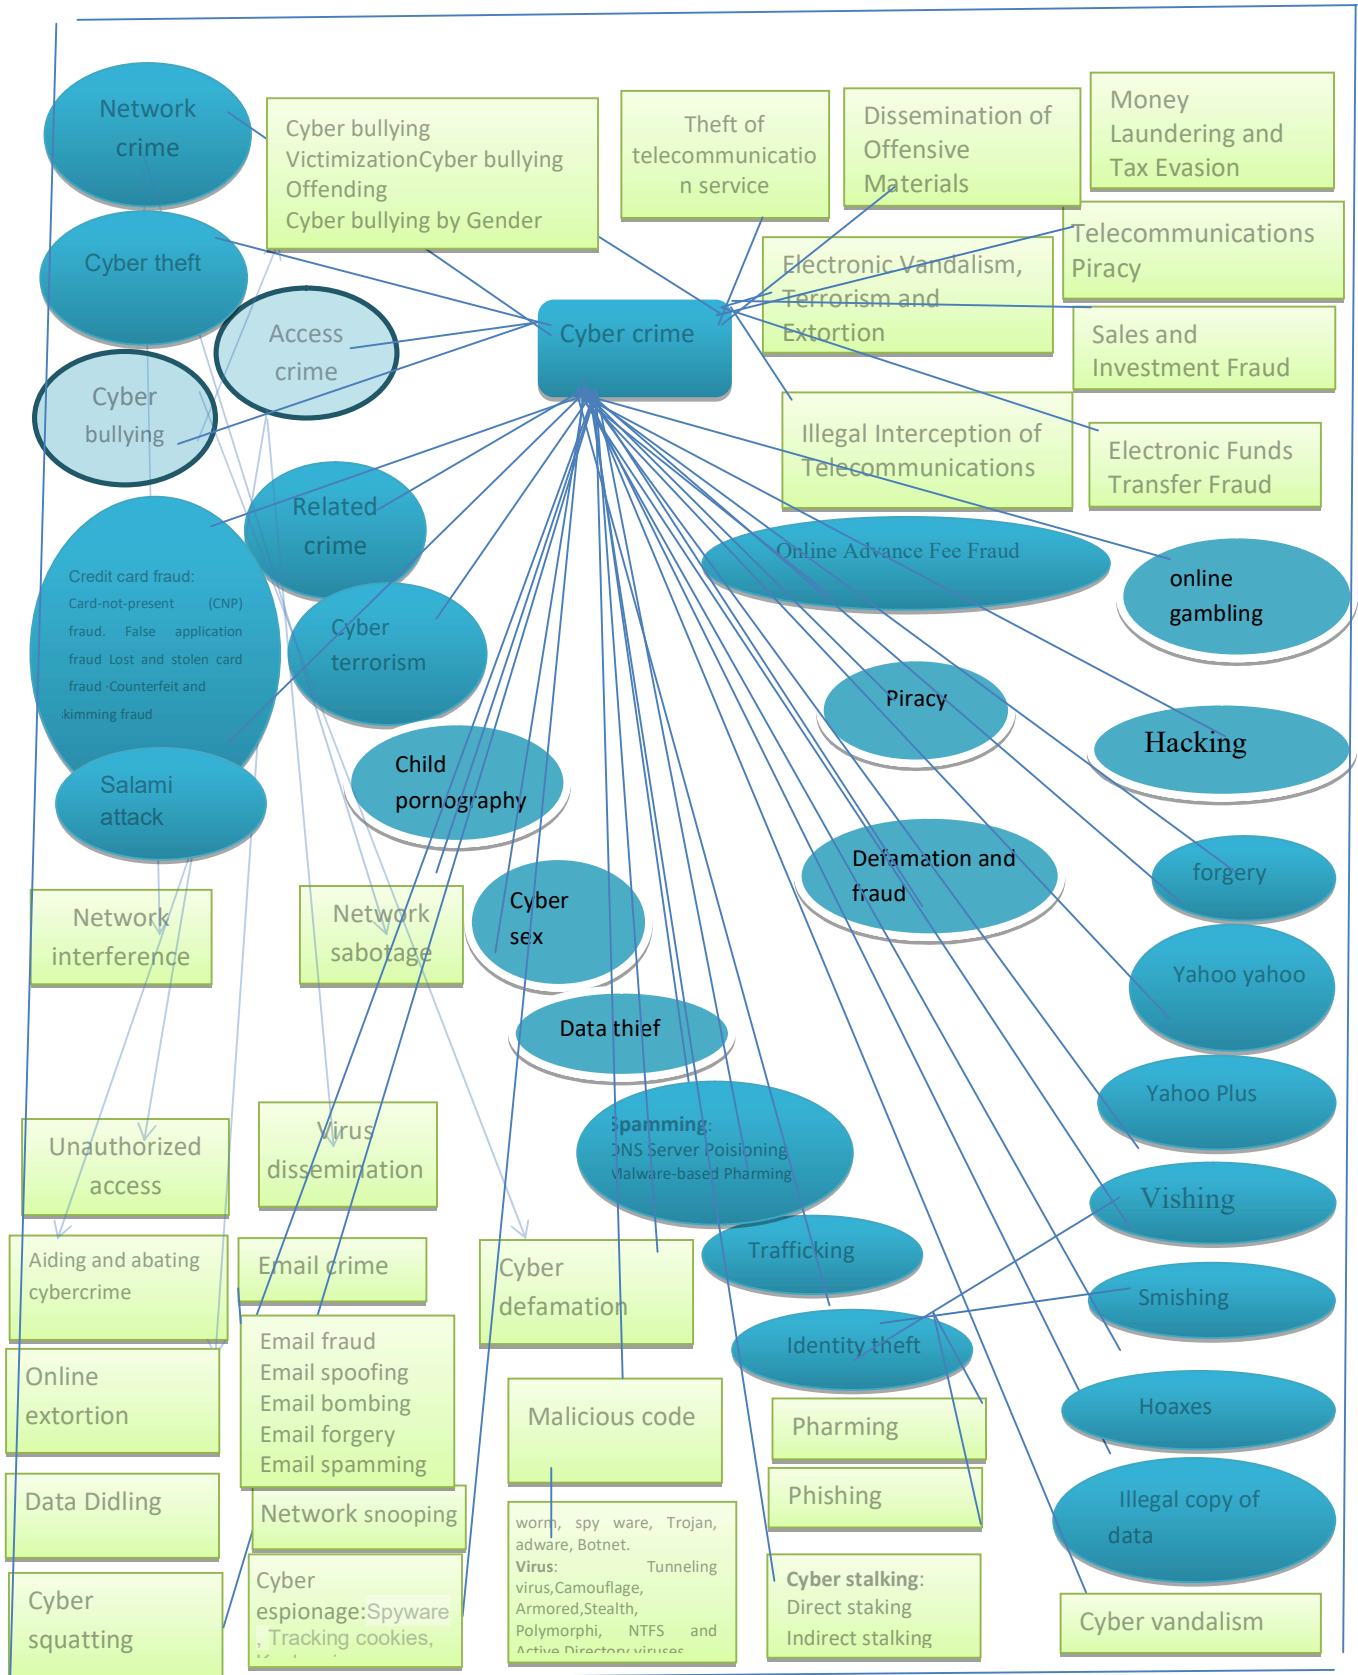 Network
crime
Cyber bullying
VictimizationCyber bullying
Offending
Cyber bullying by Gender
Theft of
telecommunicatio
n service
Dissemination of
Offensive
Materials
Money
Laundering and
Tax Evasion
Cyber theft
Electronic Vandalism,
Terrorism and
Extortion
Telecommunications
Piracy
Access
crime
Cyber crime
Sales and
Investment Fraud
Cyber
bullying
Illegal Interception of
Telecommunications
Electronic Funds
Transfer Fraud
Related
crime
Online Advance Fee Fraud
online
gambling
Credit card fraud:
Card-not-present (CNP)
fraud. False application
fraud Lost and stolen card
fraud ·Counterfeit and
kimming fraud
Cyber
terrorism
Piracy
Hacking
Child
pornography
Salami
attack
Defamation and
fraud
forgery
Network
interference
Network
sabotage
Cyber
sex
Yahoo yahoo
Data thief
Yahoo Plus
Unauthorized
access
Virus
dissemination
Spamming:
DNS Server Poisioning
Malware-based Pharming
Vishing
Aiding and abating
cybercrime
Email crime
Cyber
defamation
Trafficking
Smishing
Identity theft
Online
extortion
Email fraud
Email spoofing
Email bombing
Email forgery
Email spamming
Malicious code
Pharming
Hoaxes
Data Didling
Network snooping
Phishing
Illegal copy of
data
worm, spy ware, Trojan,
adware, Botnet.
Virus: Tunneling
virus,Camouflage,
Armored,Stealth,
Polymorphi, NTFS and
Active Directory viruses
Cyber
squatting
Cyber
espionage:Spyware
, Tracking cookies,
Cyber stalking:
Direct staking
Indirect stalking
Cyber vandalism